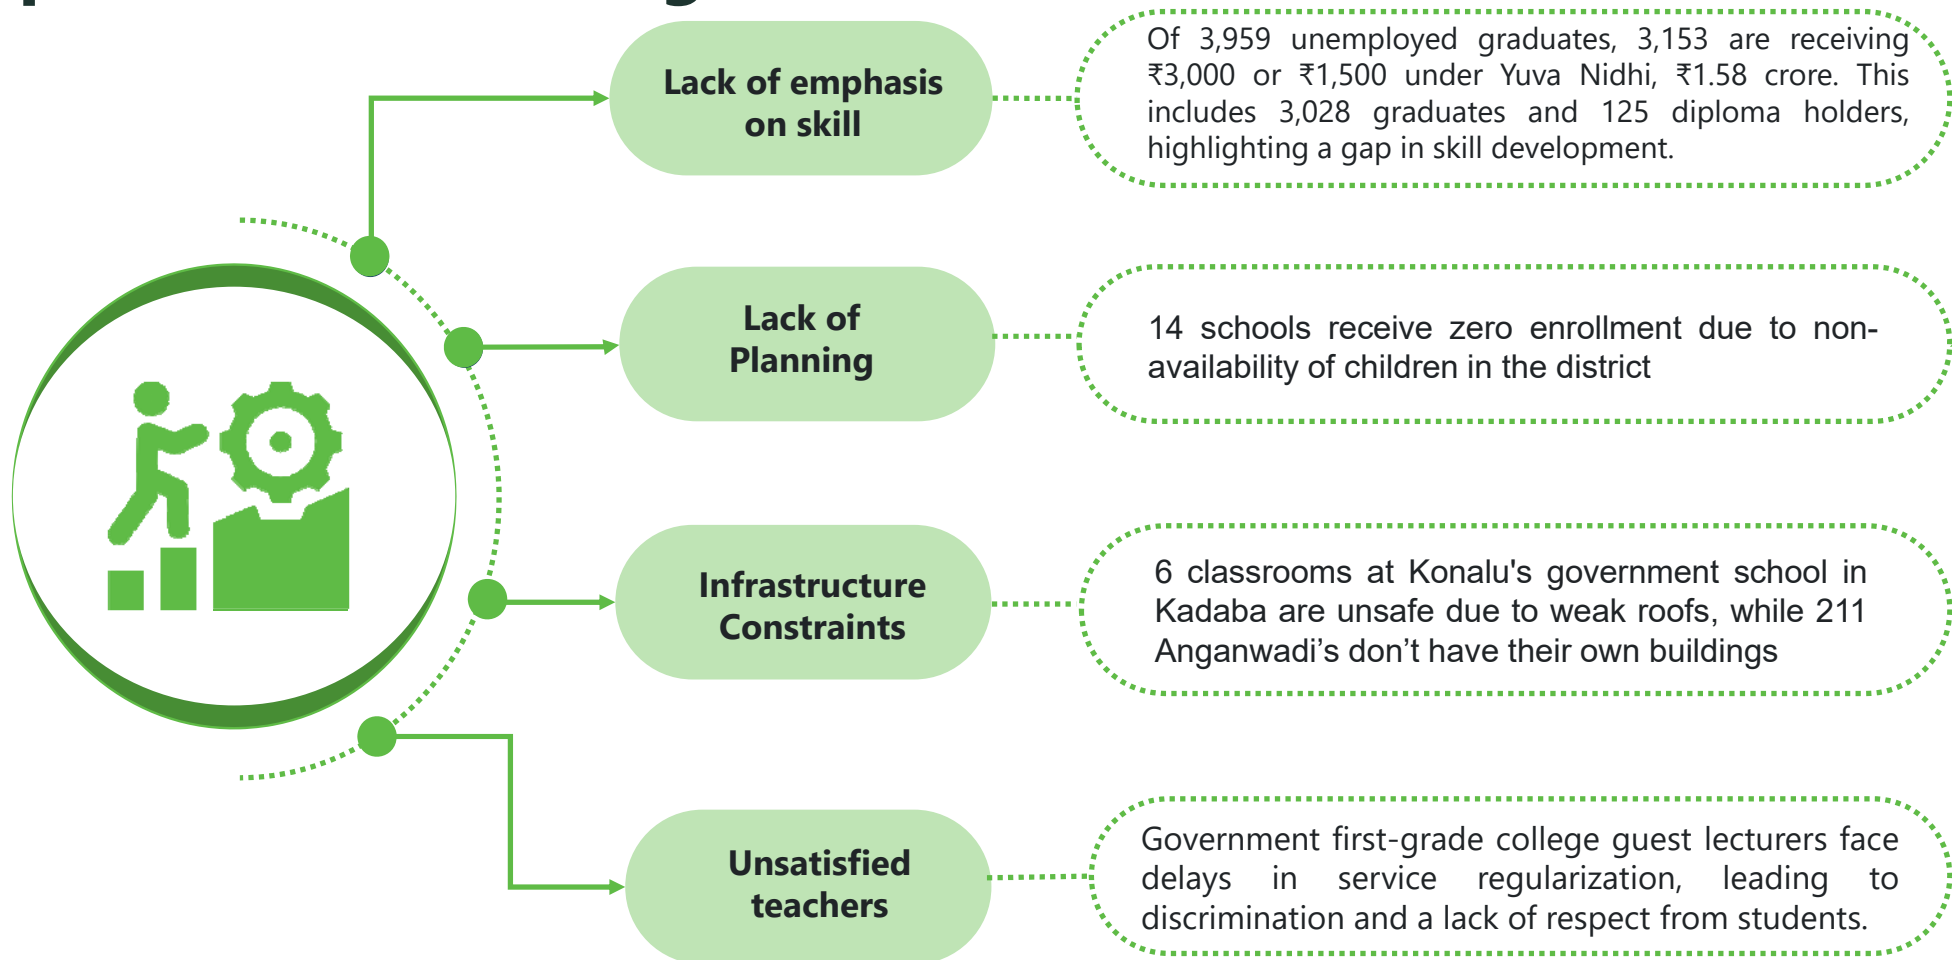 Lack of emphasis
on skill
Of 3,959 unemployed graduates, 3,153 are receiving
₹3,000 or ₹1,500 under Yuva Nidhi, ₹1.58 crore. This
includes 3,028 graduates and 125 diploma holders,
highlighting a gap in skill development.
Lack of
Planning
14 schools receive zero enrollment due to non-
availability of children in the district
Infrastructure
Constraints
6 classrooms at Konalu's government school in
Kadaba are unsafe due to weak roofs, while 211
Anganwadi’s don’t have their own buildings
Unsatisfied
teachers
Government first-grade college guest lecturers face
delays in service regularization, leading to
discrimination and a lack of respect from students.